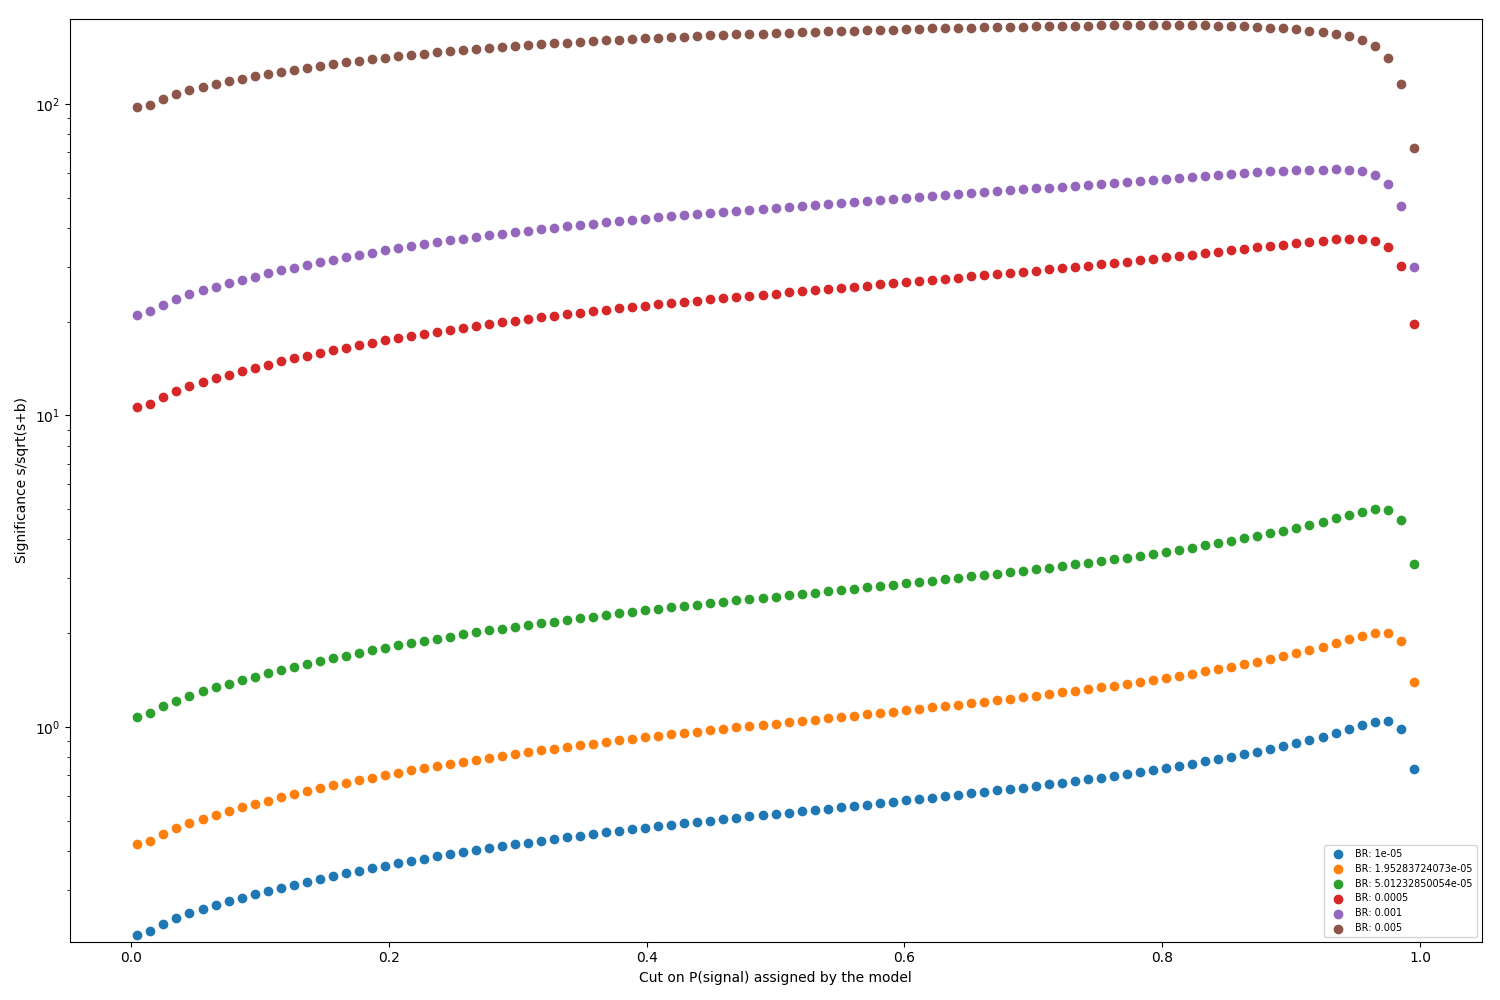 10²
10¹
10⁰
Significance s/sqrt(s+b)
0.0 0.2 0.4 0.6 0.8 1.0
Cut on P(signal) assigned by the model
BR: 1e-05
BR: 1.95283724073e-05
BR: 5.01232850054e-05
BR: 0.0005
BR: 0.001
BR: 0.005